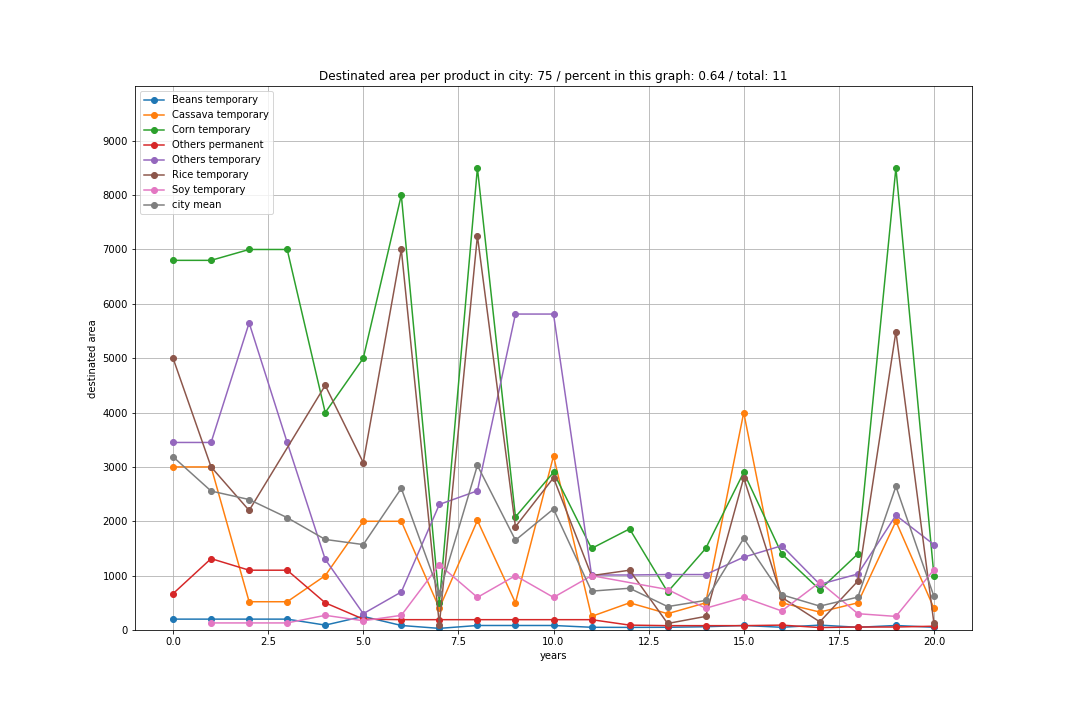 Destinated area per product in city: 75 / percent in this graph: 0.64 / total: 11
Beans temporary
Cassava temporary
Corn temporary
Others permanent
Others temporary
Rice temporary
Soy temporary
city mean
9000
8000
7000
6000
5000
4000
3000
2000
1000
0
destinated area
0.0 2.5 5.0 7.5 10.0 12.5 15.0 17.5 20.0
years